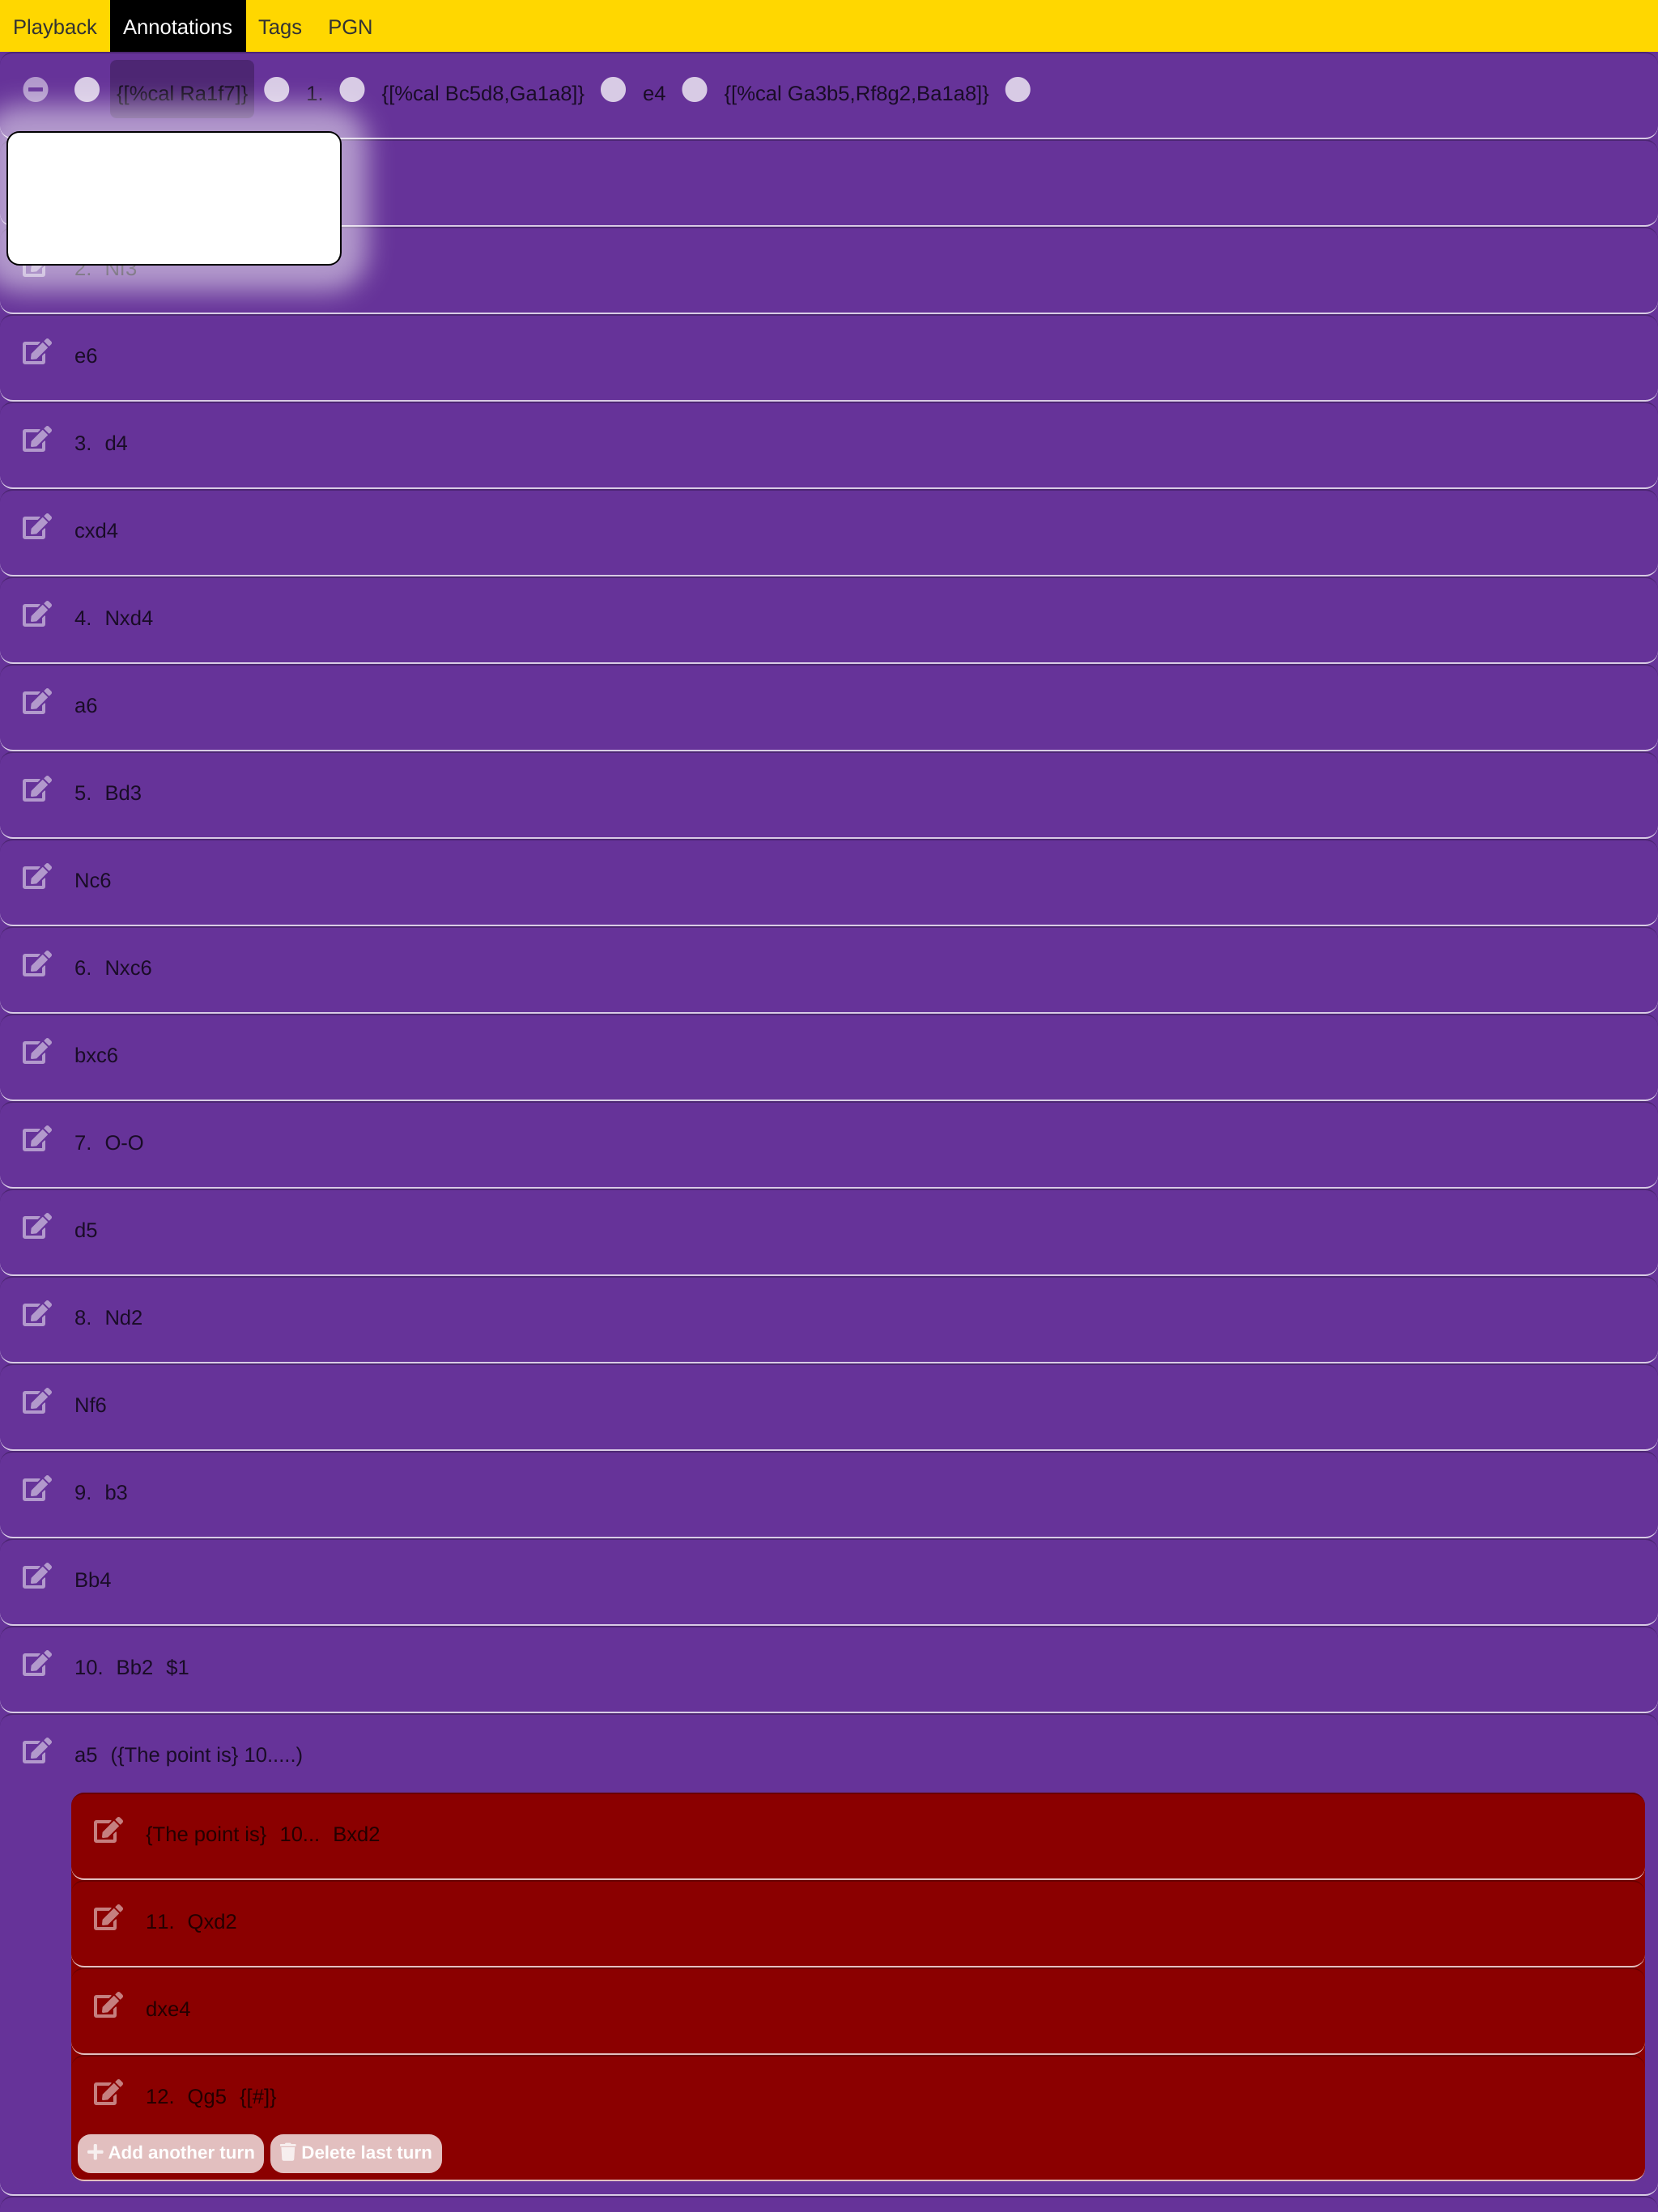 Playback Annotations Tags PGN
{[%cal Ra1f7]} 1. {[%cal Bc5d8,Ga1a8]} e4 {[%cal Ga3b5,Rf8g2,Ba1a8]}
2. Nf3
e6
3. d4
cxd4
4. Nxd4
a6
5. Bd3
Nc6
6. Nxc6
bxc6
7. O-O
d5
8. Nd2
Nf6
9. b3
Bb4
10. Bb2 $1
a5 ({The point is} 10.....)
{The point is} 10... Bxd2
11. Qxd2
dxe4
12. Qg5 {[#]}
Add another turn Delete last turn